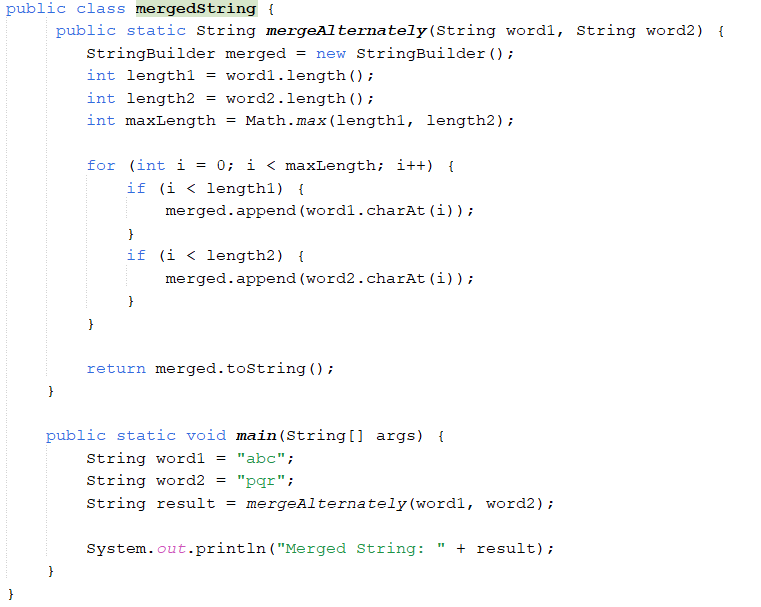 public class mergedString {
public static String mergeAlternately(String word1, String word2) {
StringBuilder merged = new StringBuilder();
int length1 = word1.length();
int length2 = word2.length();
int maxLength = Math.max(length1, length2);
for (int i = 0; i < maxLength; i++) {
if (i < length1) {
merged.append(word1.charAt(i));
}
if (i < length2) {
merged.append(word2.charAt(i));
}
}
return merged.toString();
}
public static void main(String[] args) {
String word1 = "abc";
String word2 = "pqr";
String result = mergeAlternately(word1, word2);
System.out.println("Merged String: " + result);
}
}